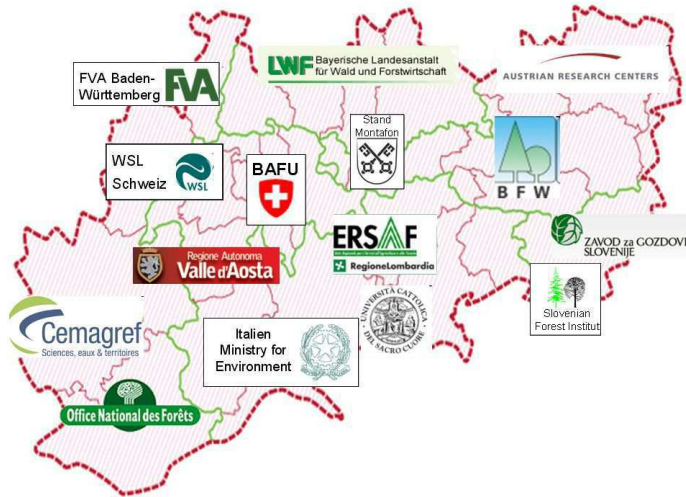 FVA Baden-
Württemberg
FVA
LWF
Bayerische Landesanstalt
für Wald und Forstwirtschaft
AUSTRIAN RESEARCH CENTERS
Stand
Montafon
WSL
Schweiz
WSL
BAFU
BFW
Regione Autonoma
Valle d'Aosta
ERSAF
RegioneLombardia
ZAVOD za GOZDOVE
SLOVENIJE
Slovenian
Forest Institut
UNIVERSITÀ CATTOLICA
DEL SACRO CUORE
Cemagref
Sciences, eaux & territoires
Italien
Ministry for
Environment
Office National des Forêts